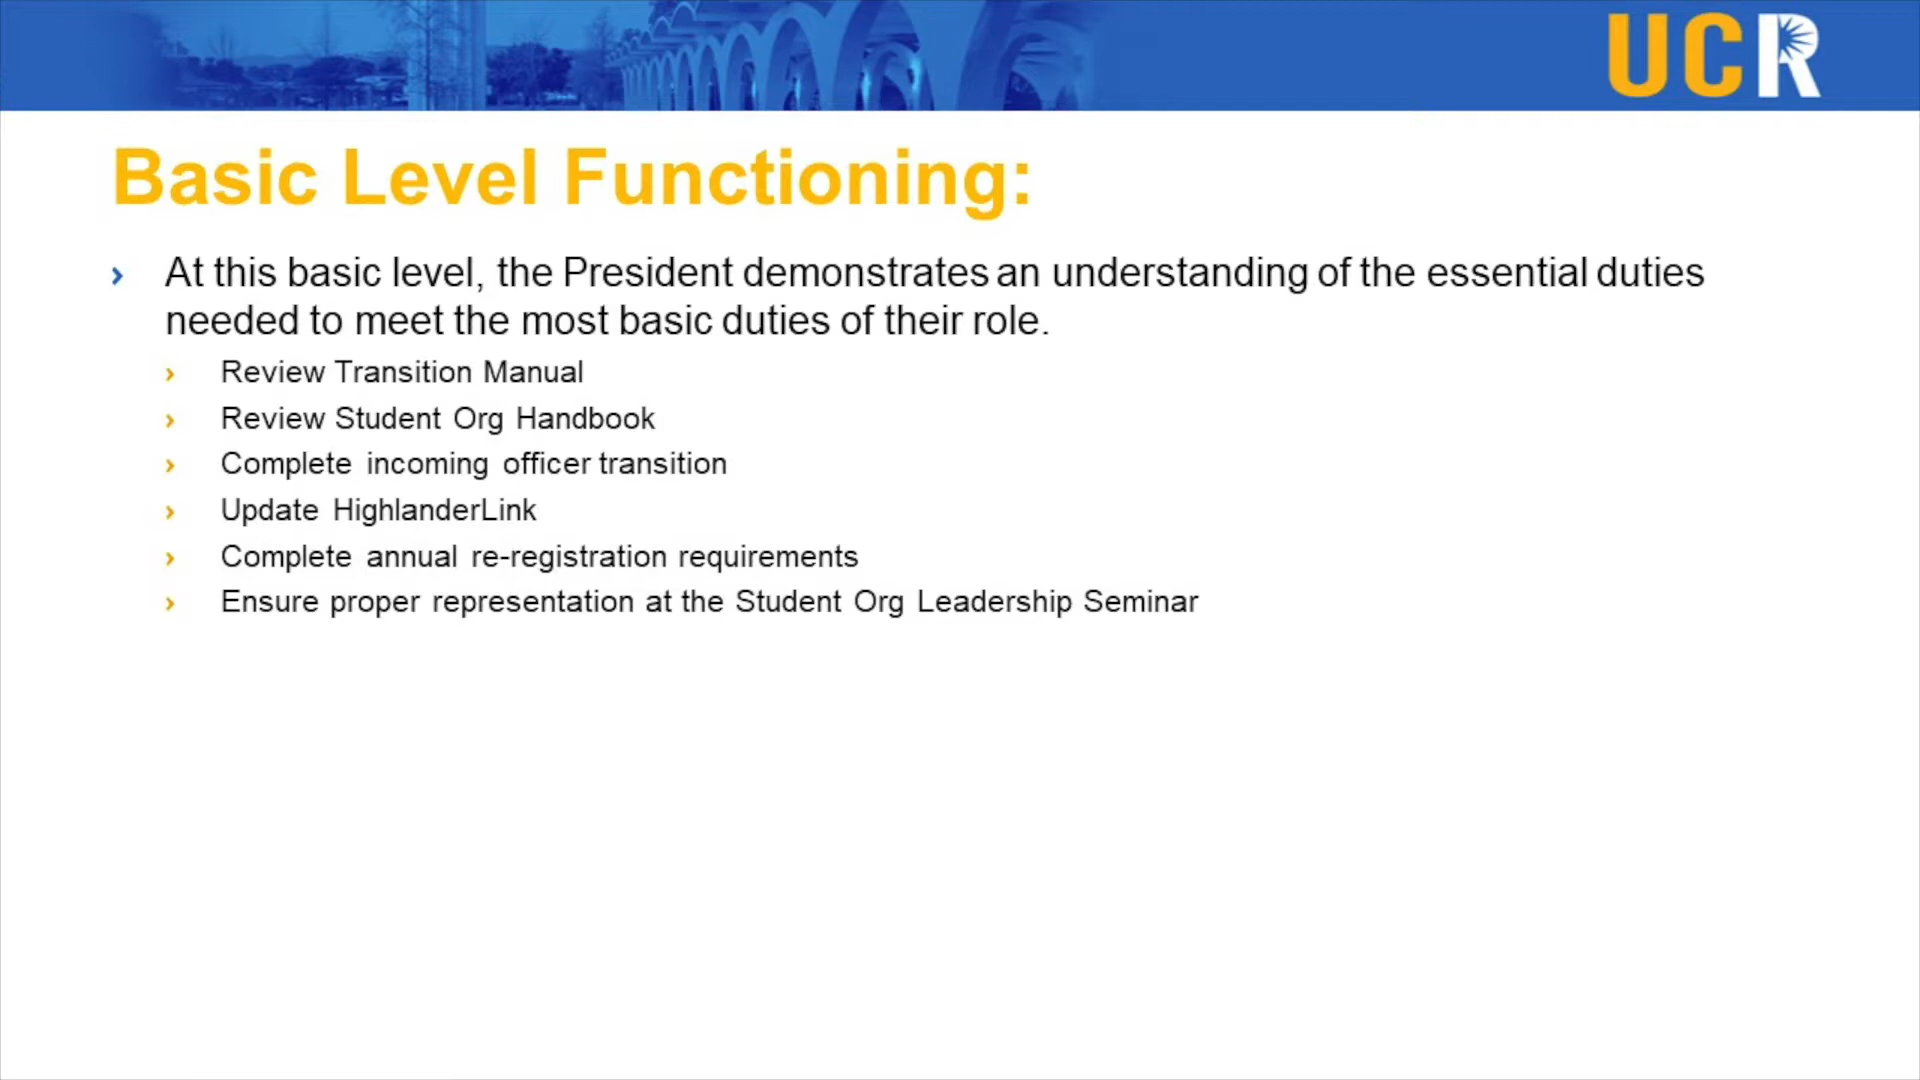 UCR
Basic Level Functioning:
At this basic level, the President demonstrates an understanding of the essential duties
needed to meet the most basic duties of their role.
Review Transition Manual
Review Student Org Handbook
Complete incoming officer transition
Update HighlanderLink
Complete annual re-registration requirements
Ensure proper representation at the Student Org Leadership Seminar